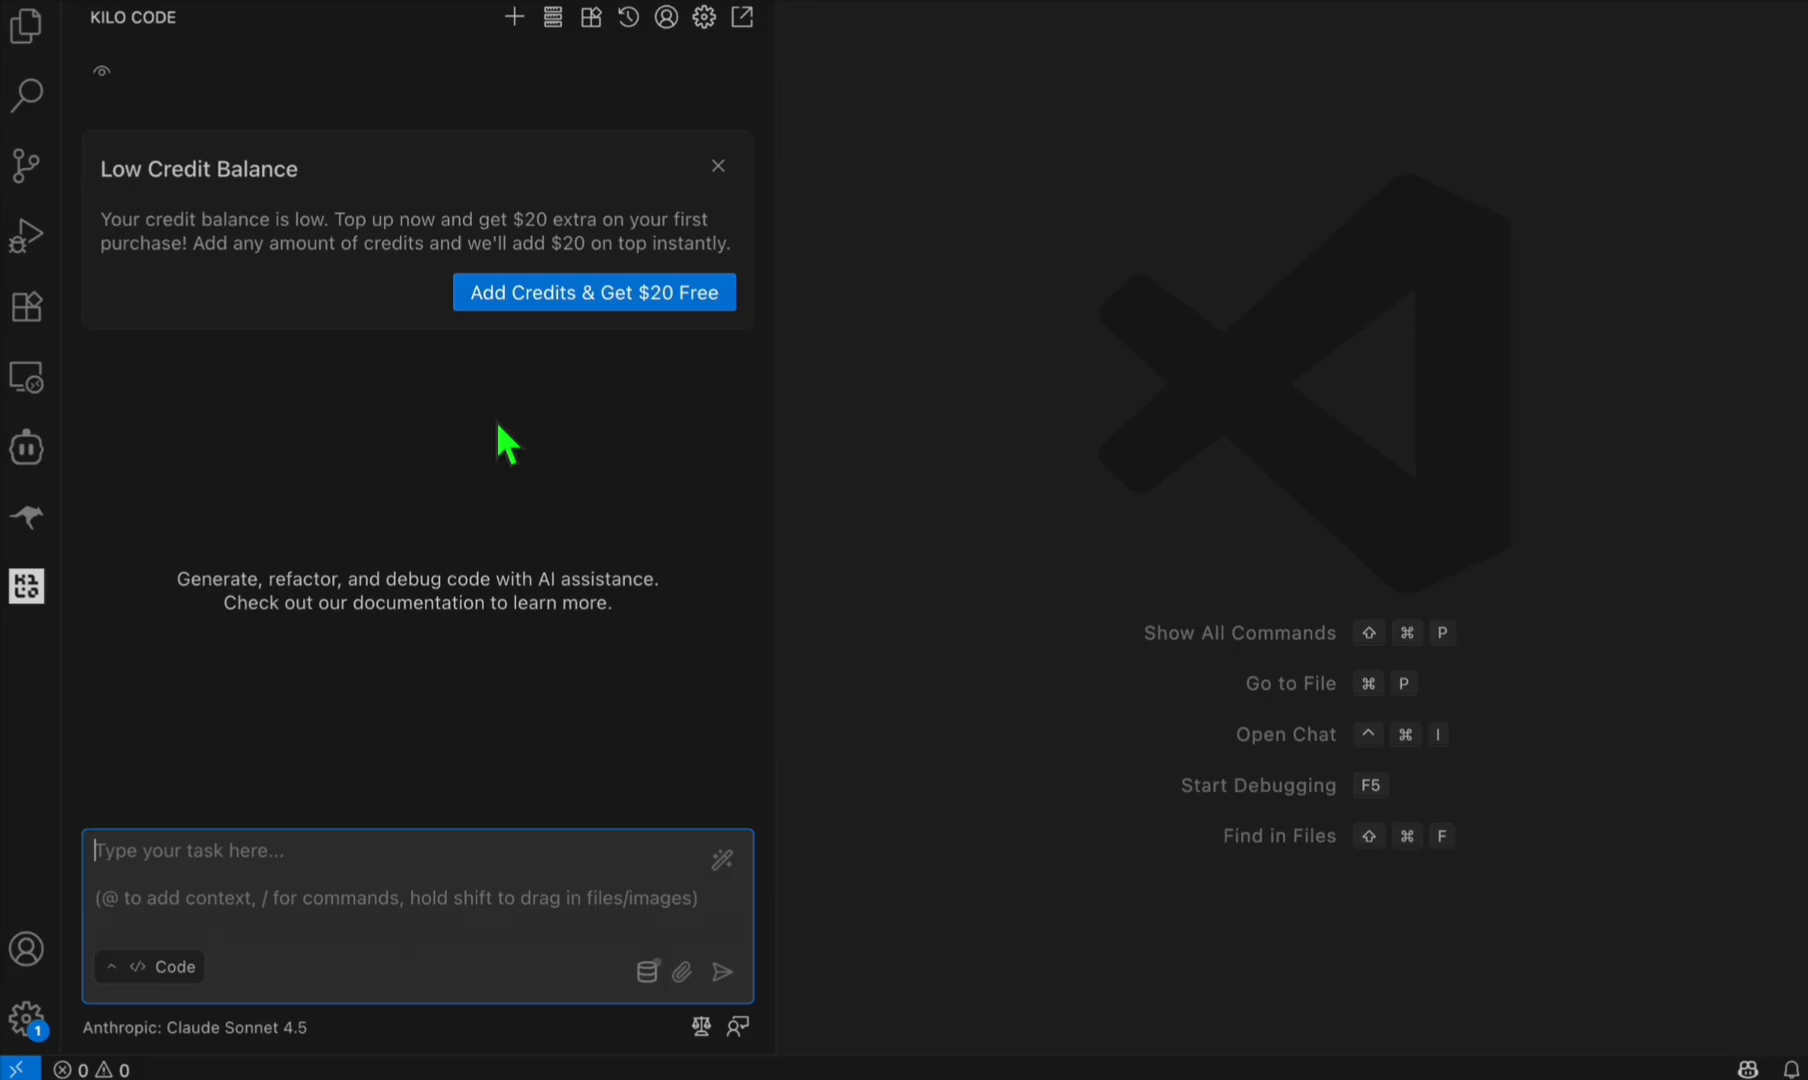 KILO CODE
Low Credit Balance
Your credit balance is low. Top up now and get $20 extra on your first
purchase! Add any amount of credits and we'll add $20 on top instantly.
Add Credits & Get $20 Free
Generate, refactor, and debug code with AI assistance.
Check out our documentation to learn more.
Type your task here...
(@ to add context, / for commands, hold shift to drag in files/images)
Code
Anthropic: Claude Sonnet 4.5
Show All Commands ⇧ ⌘ P
Go to File ⌘ P
Open Chat ^ ⌘ I
Start Debugging F5
Find in Files ⇧ ⌘ F
1
0 0